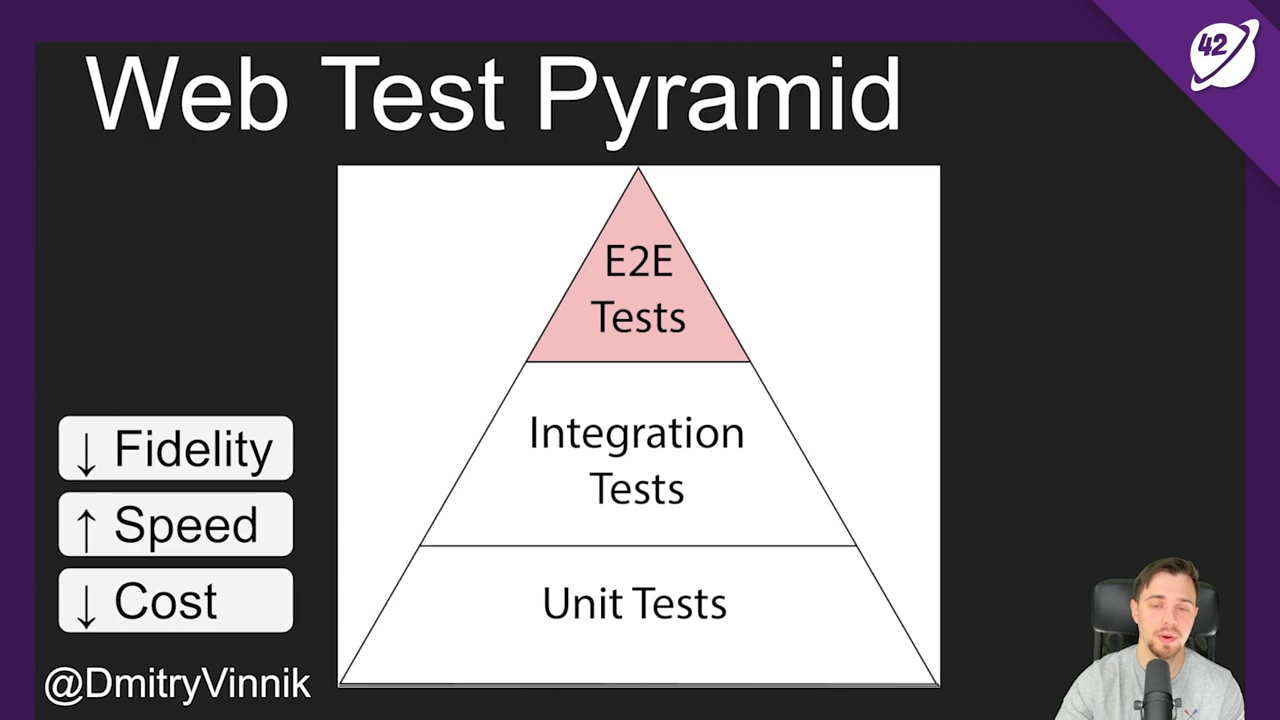 Web Test Pyramid
42
E2E
Tests
Integration
Tests
Unit Tests
↓ Fidelity
↑ Speed
↓ Cost
@DmitryVinnik